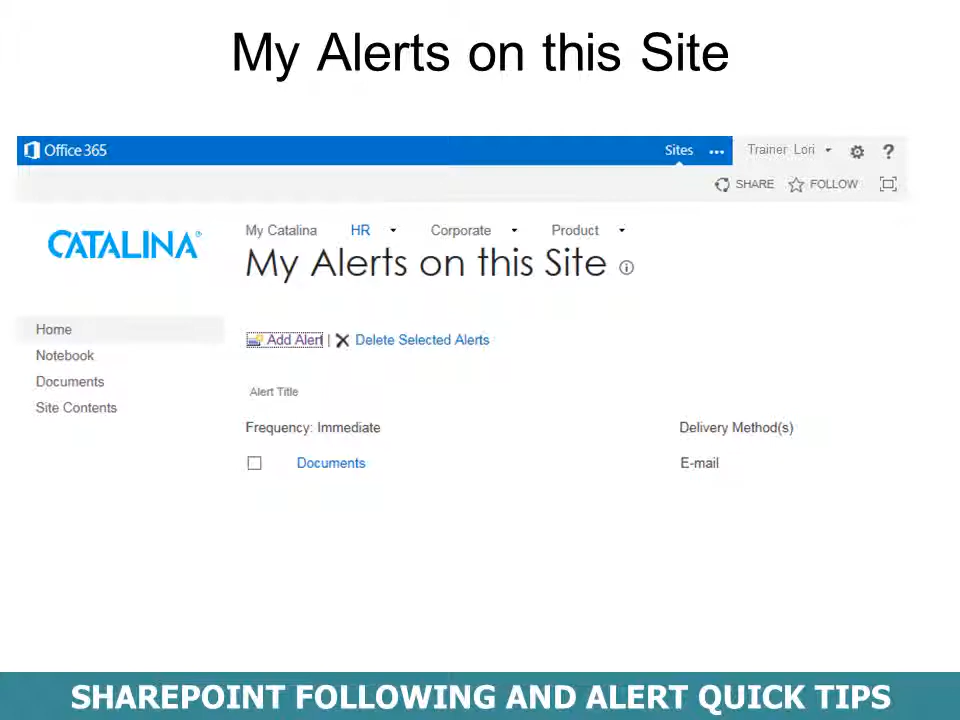 My Alerts on this Site
Office 365 Sites ... Trainer Lori ?
SHARE FOLLOW
CATALINA®
My Catalina HR Corporate Product
My Alerts on this Site
Home
Notebook
Documents
Site Contents
Add Alert | Delete Selected Alerts
Alert Title
Frequency: Immediate Delivery Method(s)
Documents E-mail
SHAREPOINT FOLLOWING AND ALERT QUICK TIPS